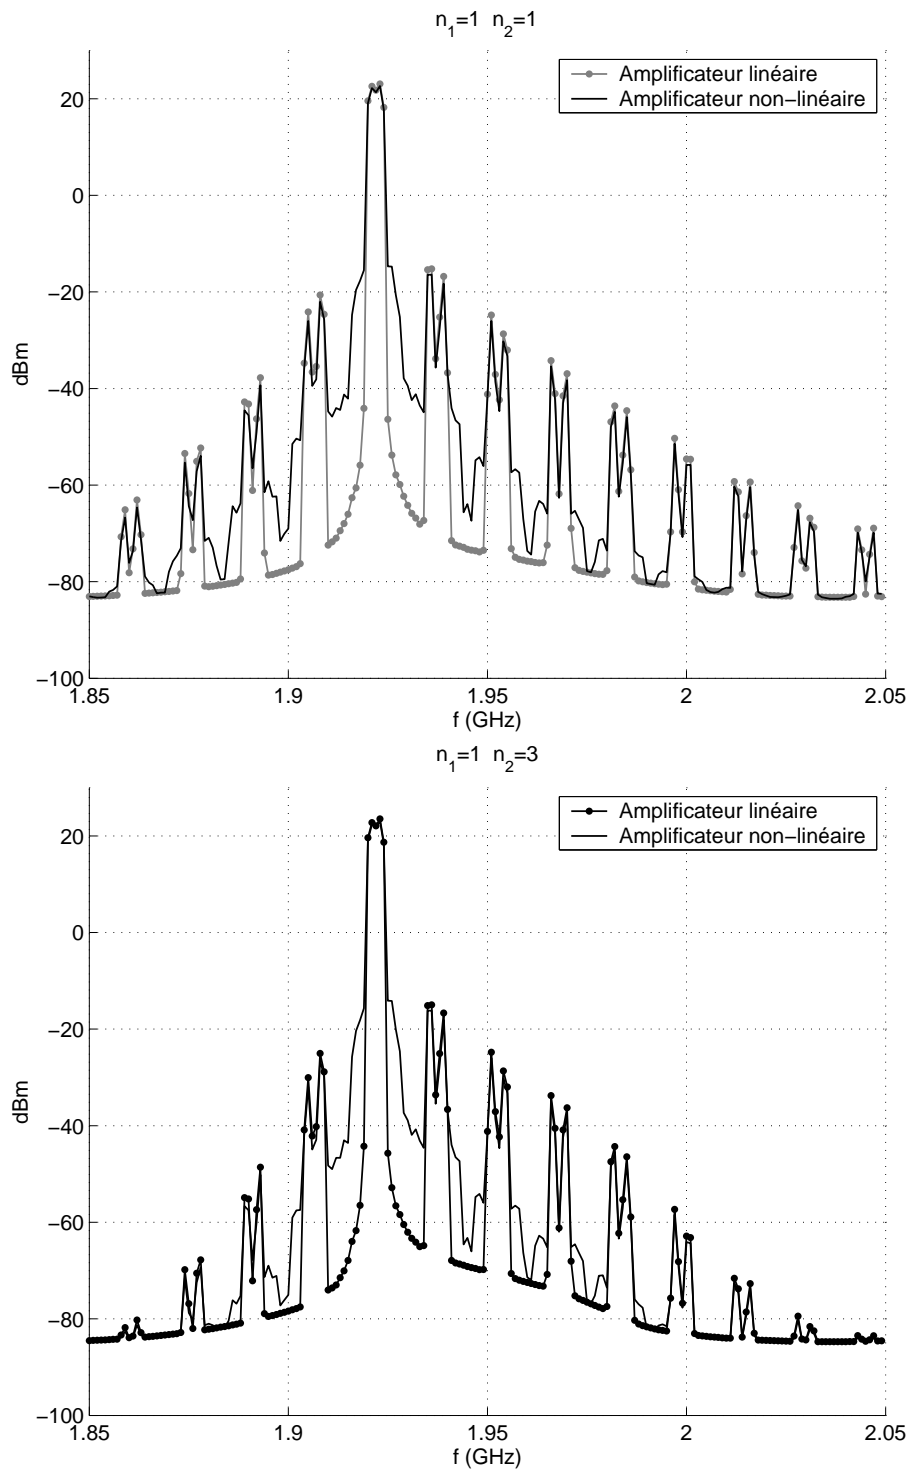 n1=1 n2=1
Amplificateur linéaire
Amplificateur non−linéaire
20
0
−20
−40
−60
−80
−100
dBm
1.85 1.9 1.95 2 2.05
f (GHz)
n1=1 n2=3
Amplificateur linéaire
Amplificateur non−linéaire
20
0
−20
−40
−60
−80
−100
dBm
1.85 1.9 1.95 2 2.05
f (GHz)